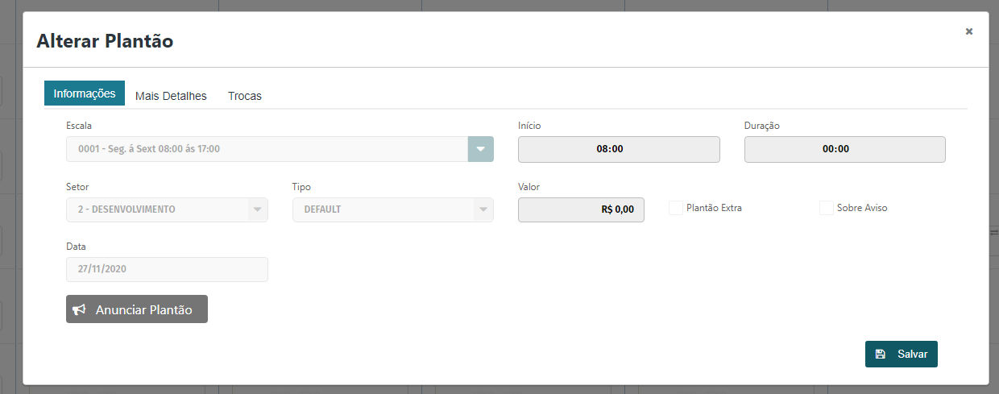 Alterar Plantão
×
Informações Mais Detalhes Trocas
Escala Início Duração
0001 - Seg. á Sext 08:00 ás 17:00 08:00 00:00
Setor Tipo Valor
2 - DESENVOLVIMENTO DEFAULT R$ 0,00 Plantão Extra Sobre Aviso
Data
27/11/2020
Anunciar Plantão
Salvar